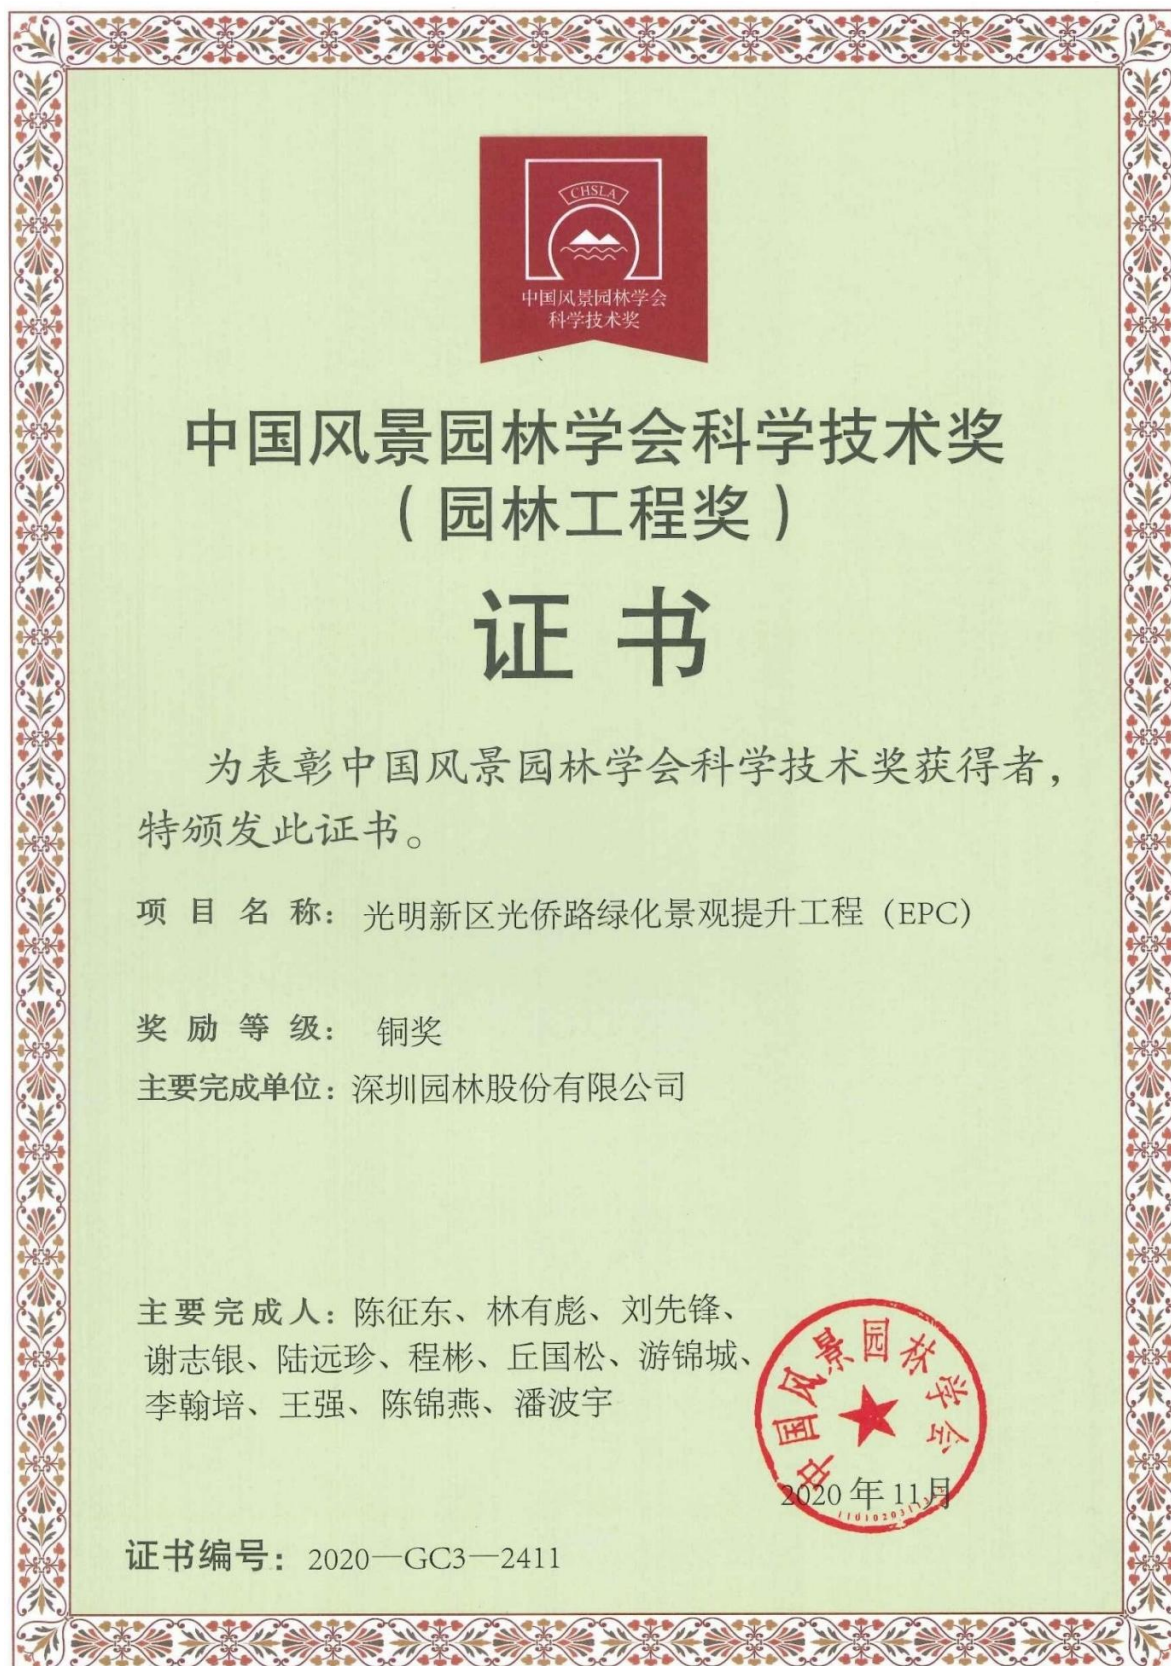 CHSLA
中国风景园林学会
科学技术奖
中国风景园林学会科学技术奖
(园林工程奖)
证书
为表彰中国风景园林学会科学技术奖获得者，
特颁发此证书。
项目名称：光明新区光侨路绿化景观提升工程（EPC）
奖励等级：铜奖
主要完成单位：深圳园林股份有限公司
主要完成人：陈征东、林有彪、刘先锋、
谢志银、陆远珍、程彬、丘国松、游锦城、
李翰培、王强、陈锦燕、潘波宇
中国风景园林学会
2020年11月
证书编号：2020—GC3—2411